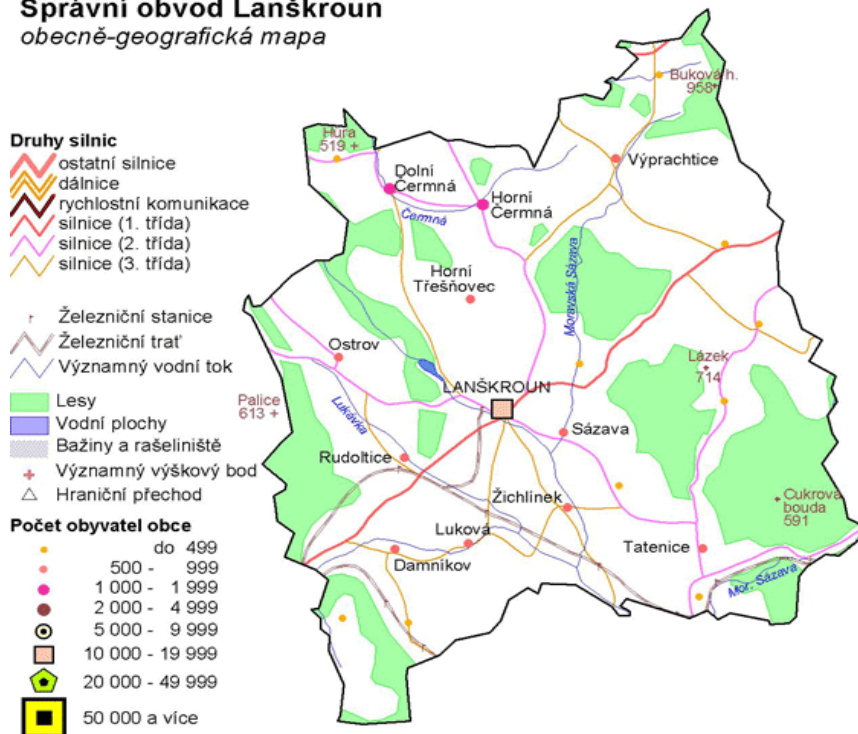 Správní obvod Lanškroun
obecně-geografická mapa
Druhy silnic
ostatní silnice
dálnice
rychlostní komunikace
silnice (1. třída)
silnice (2. třída)
silnice (3. třída)
Železniční stanice
Železniční trať
Významný vodní tok
Lesy
Vodní plochy
Bažiny a rašeliniště
Významný výškový bod
Hraniční přechod
Počet obyvatel obce
do 499
500 - 999
1 000 - 1 999
2 000 - 4 999
5 000 - 9 999
10 000 - 19 999
20 000 - 49 999
50 000 a více
Buková h.
958
Hůra
519
Výprachtice
Dolní
Čermná
Horní
Čermná
Čermná
Horní
Třešňovec
Moravská Sázava
Ostrov
Lázek
714
LANŠKROUN
Palice
613
Lukávka
Sázava
Rudoltice
Žichlínek
Cukrova
bouda
591
Luková
Damníkov
Tatenice
Mor. Sázava